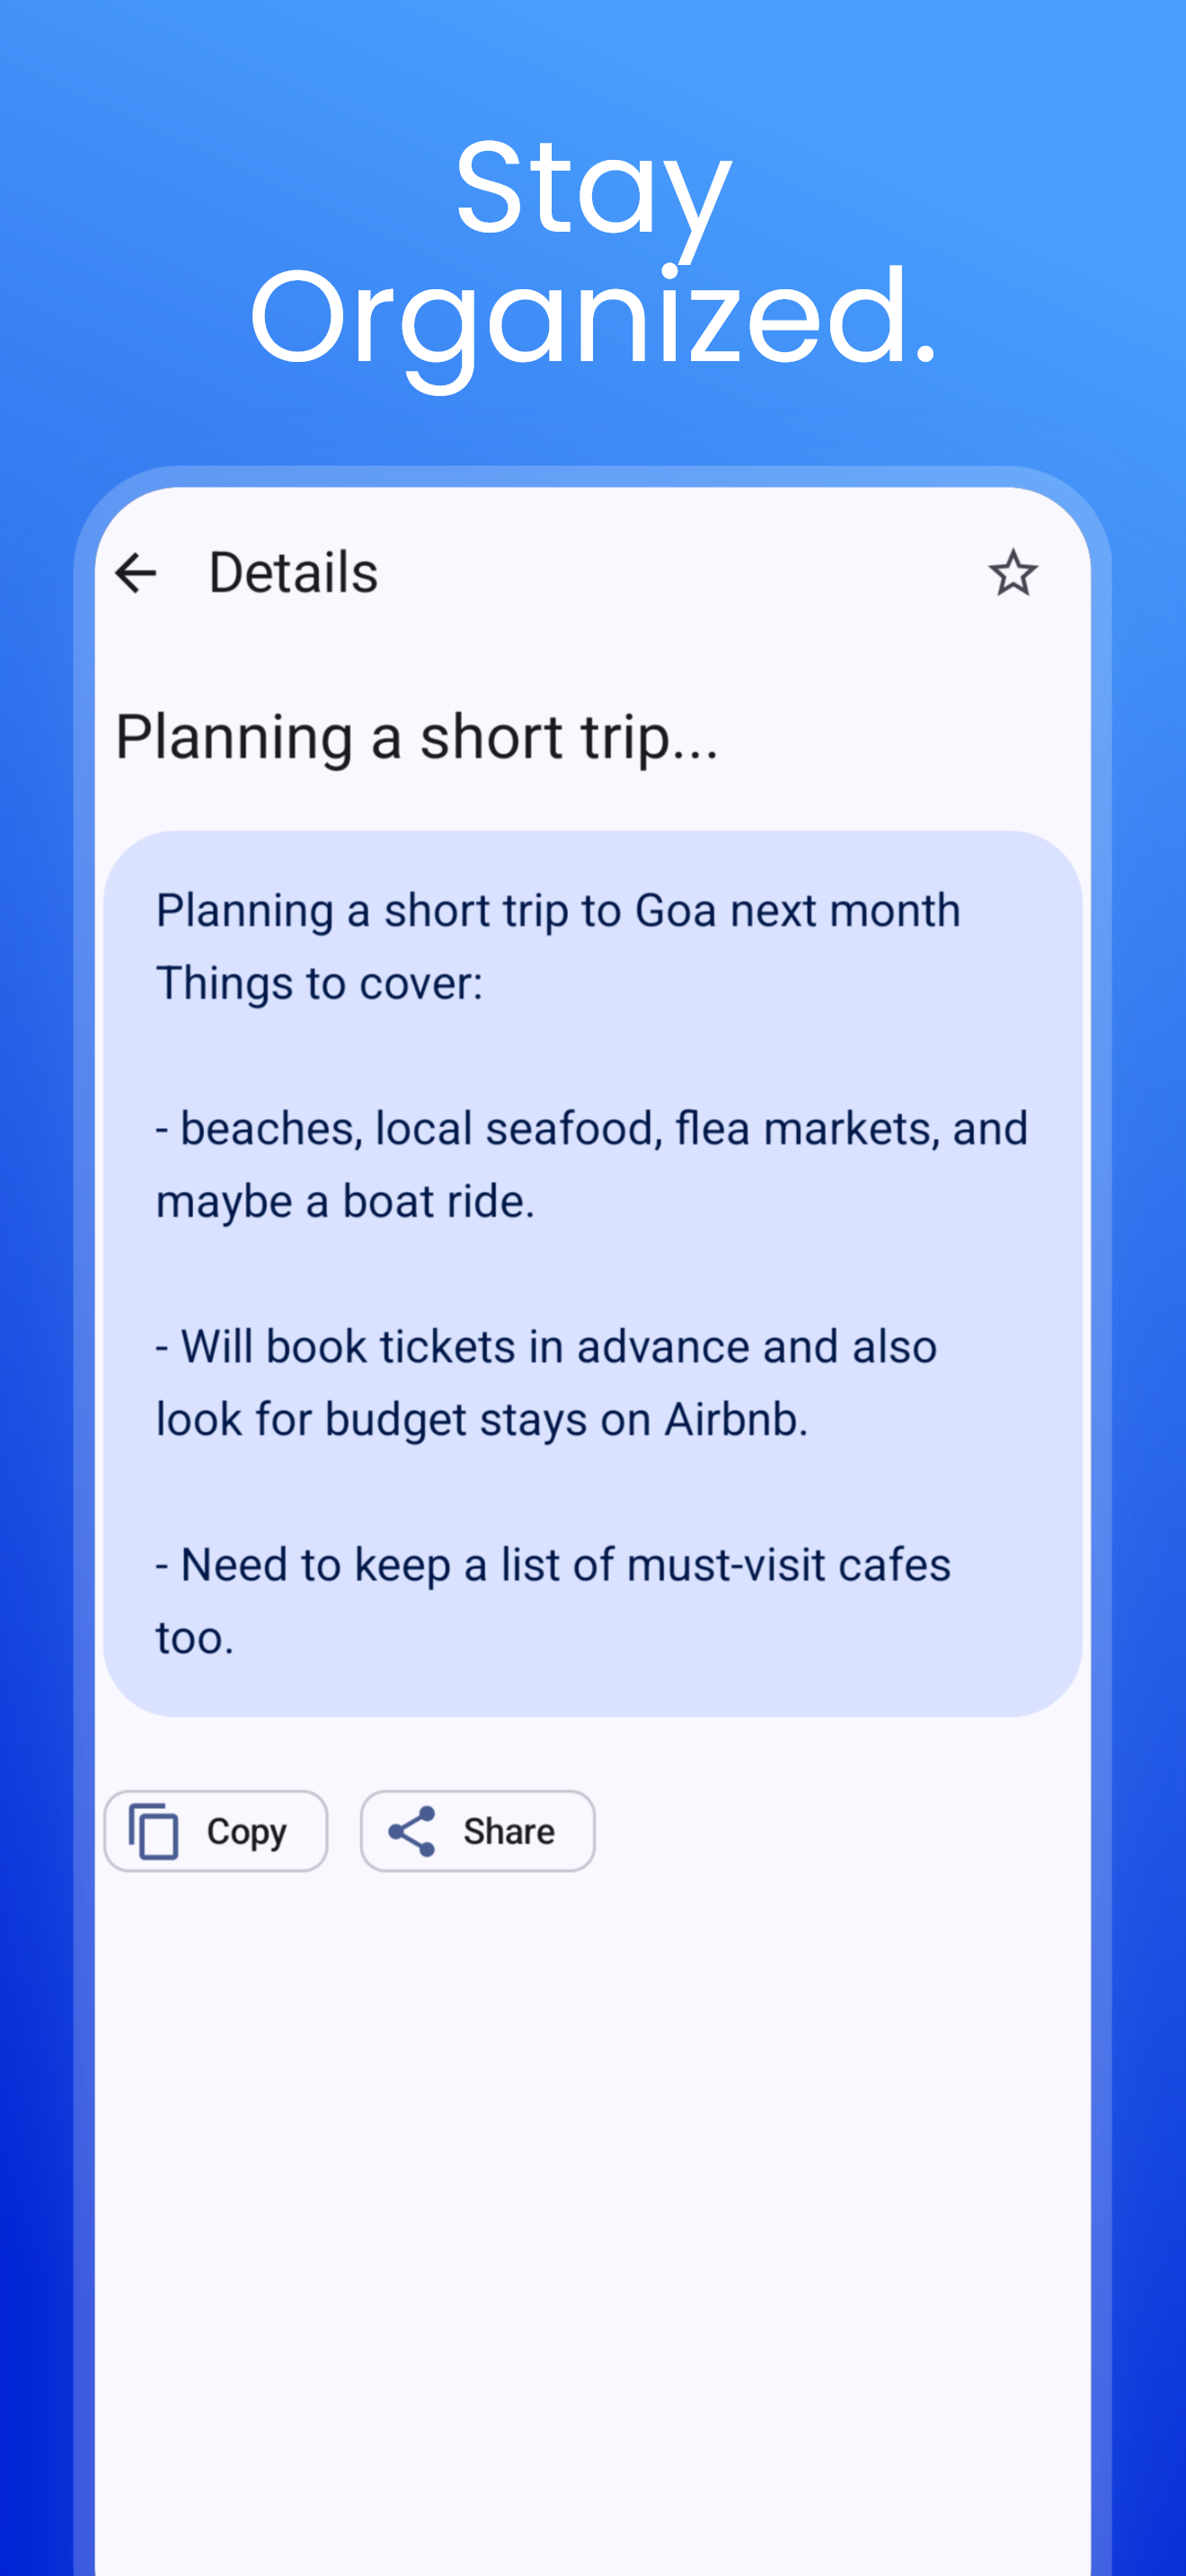 Stay
Organized.
Details
Planning a short trip...
Planning a short trip to Goa next month
Things to cover:
- beaches, local seafood, flea markets, and
maybe a boat ride.
- Will book tickets in advance and also
look for budget stays on Airbnb.
- Need to keep a list of must-visit cafes
too.
Copy
Share